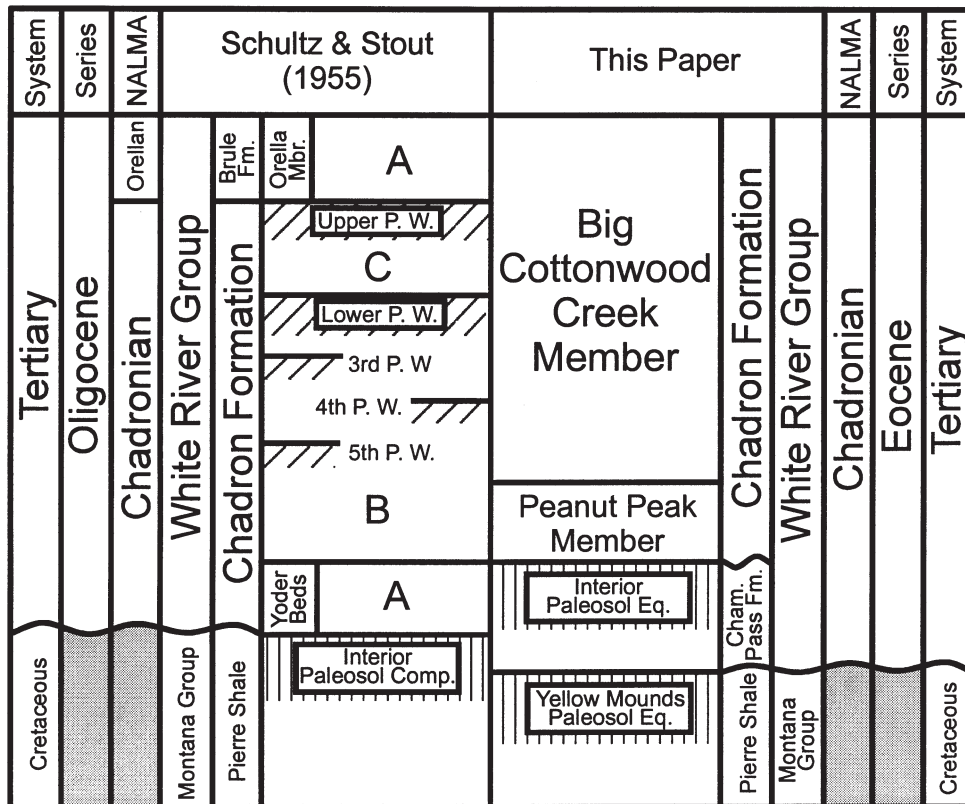 System
Series
NALMA
Schultz & Stout
(1955)
This Paper
NALMA
Series
System
Tertiary
Oligocene
Orellan
Chadronian
White River Group
Brule
Fm.
Chadron Formation
Orella
Mbr.
A
Upper P. W.
C
Lower P. W.
3rd P. W
4th P. W.
5th P. W.
B
Yoder
Beds
A
Interior
Paleosol Comp.
Cretaceous
Montana Group
Pierre Shale
Big
Cottonwood
Creek
Member
Peanut Peak
Member
Interior
Paleosol Eq.
Yellow Mounds
Paleosol Eq.
Chadron Formation
Cham.
Pass Fm.
Pierre Shale
White River Group
Montana
Group
Chadronian
Eocene
Tertiary
Cretaceous